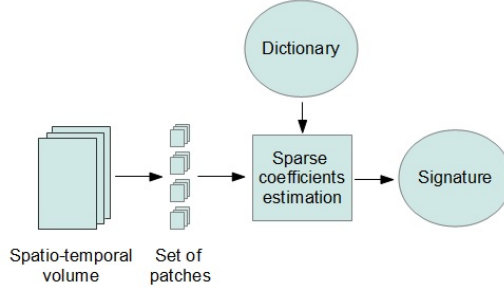 Dictionary
Sparse
coefficients
estimation
Signature
Spatio-temporal
volume
Set of
patches